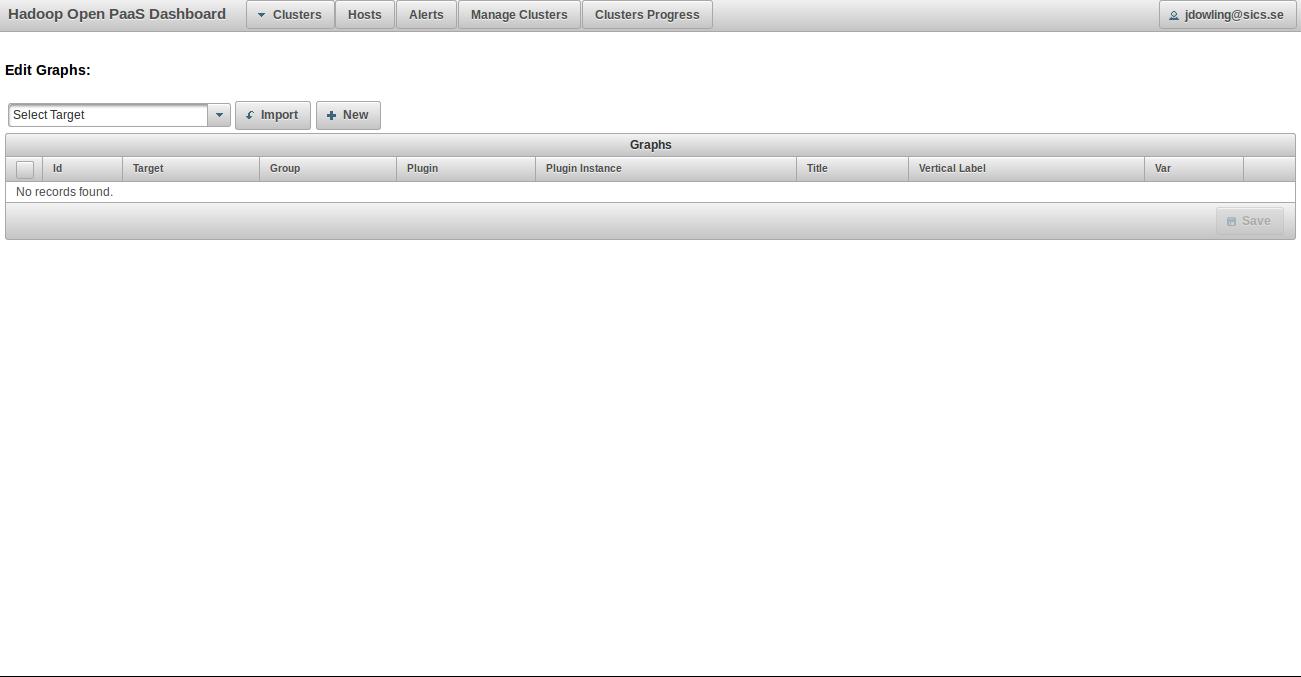 Hadoop Open PaaS Dashboard Clusters Hosts Alerts Manage Clusters Clusters Progress jdowling@sics.se
Edit Graphs:
Select Target Import New
Graphs
Id Target Group Plugin Plugin Instance Title Vertical Label Var
No records found.
Save